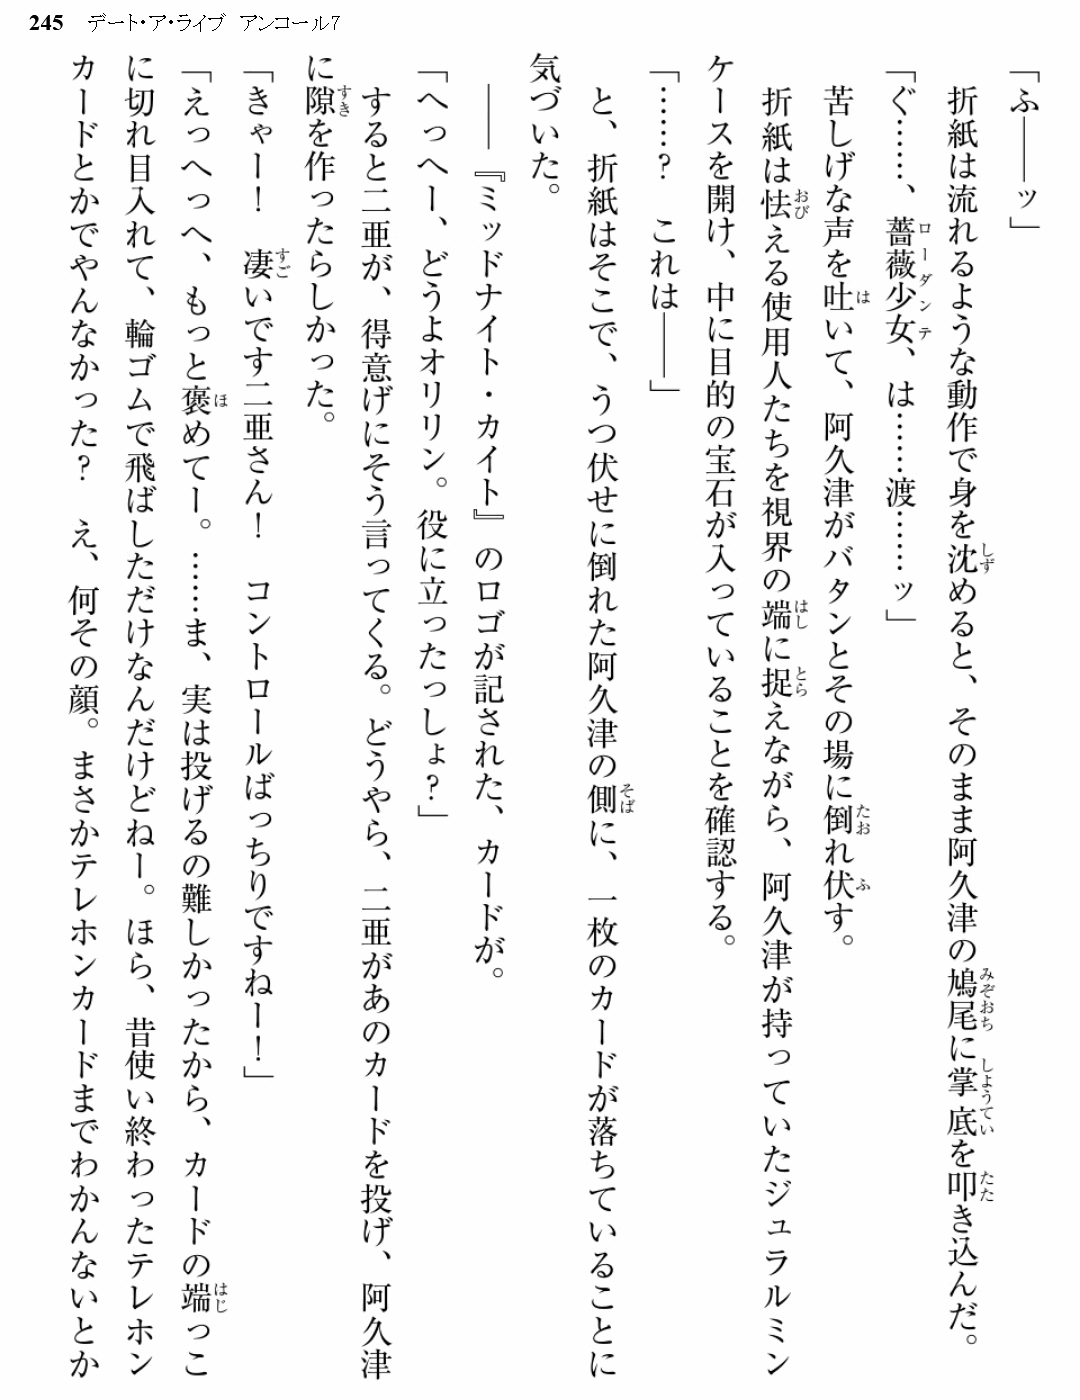 245 デート・ア・ライブ アンコール7
「ふ――ッ」
折紙は流れるような動作で身を沈めると、そのまま阿久津の鳩尾に掌底を叩き込んだ。
「ぐ……、薔薇少女、は……渡……ッ」
苦しげな声を吐いて、阿久津がバタンとその場に倒れ伏す。
折紙は怯える使用人たちを視界の端に捉えながら、阿久津が持っていたジュラルミン
ケースを開け、中に目的の宝石が入っていることを確認する。
「……? これは――」
と、折紙はそこで、うつ伏せに倒れた阿久津の側に、一枚のカードが落ちていることに
気づいた。
――『ミッドナイト・カイト』のロゴが記された、カードが。
「へっへー、どうよオリリン。役に立ったっしょ?」
すると二亜が、得意げにそう言ってくる。どうやら、二亜があのカードを投げ、阿久津
に隙を作ったらしかった。
「きゃー! 凄いです二亜さん! コントロールばっちりですねー!」
「えっへっへ、もっと褒めてー。……ま、実は投げるの難しかったから、カードの端っこ
に切れ目入れて、輪ゴムで飛ばしただけなんだけどねー。ほら、昔使い終わったテレホン
カードとかでやんなかった? え、何その顔。まさかテレホンカードまでわかんないとか